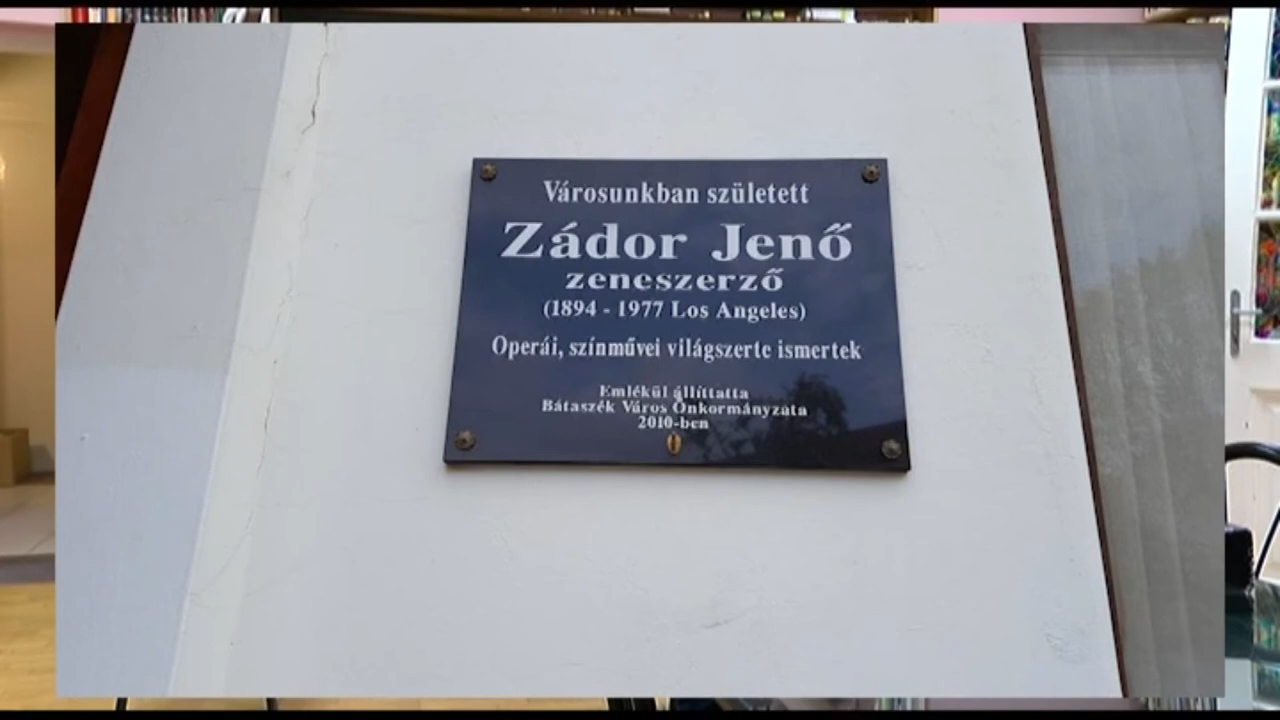 Városunkban született
Zádor Jenő
zeneszerző
(1894 - 1977 Los Angeles)
Operái, színművei világszerte ismertek
Emlékül állíttatta
Bátaszék Város Önkormányzata
2010-ben